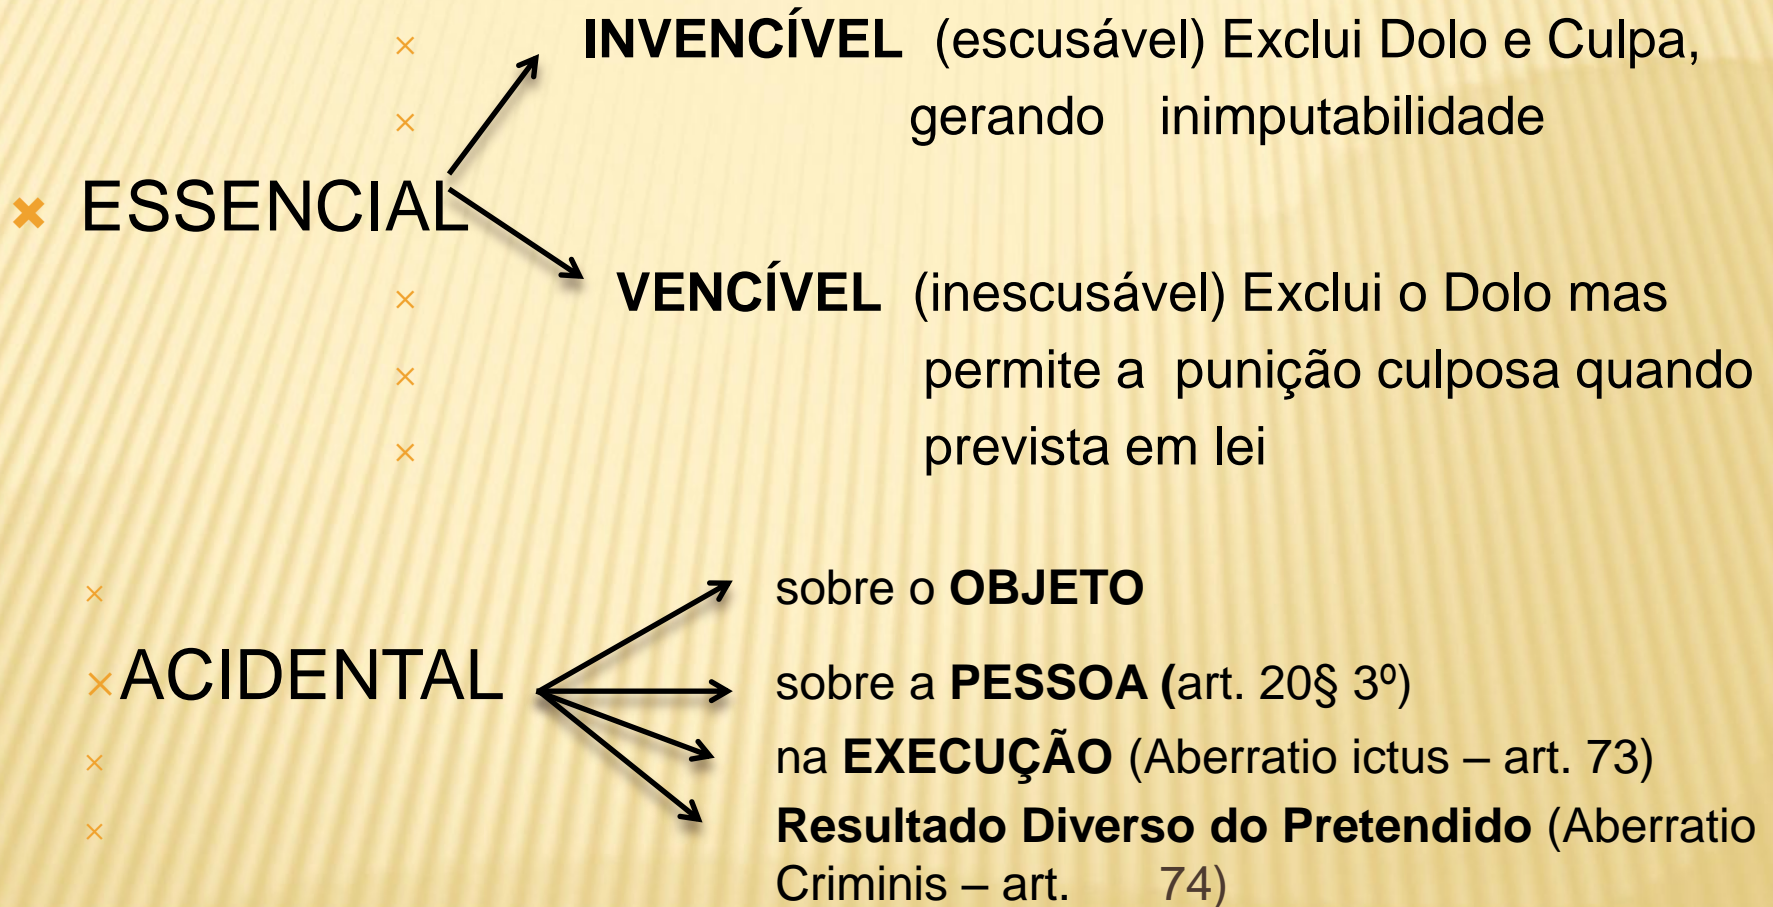 INVENCÍVEL (escusável) Exclui Dolo e Culpa,
gerando inimputabilidade
ESSENCIAL
VENCÍVEL (inescusável) Exclui o Dolo mas
permite a punição culposa quando
prevista em lei
sobre o OBJETO
ACIDENTAL
sobre a PESSOA (art. 20§ 3º)
na EXECUÇÃO (Aberratio ictus – art. 73)
Resultado Diverso do Pretendido (Aberratio
Criminis – art. 74)